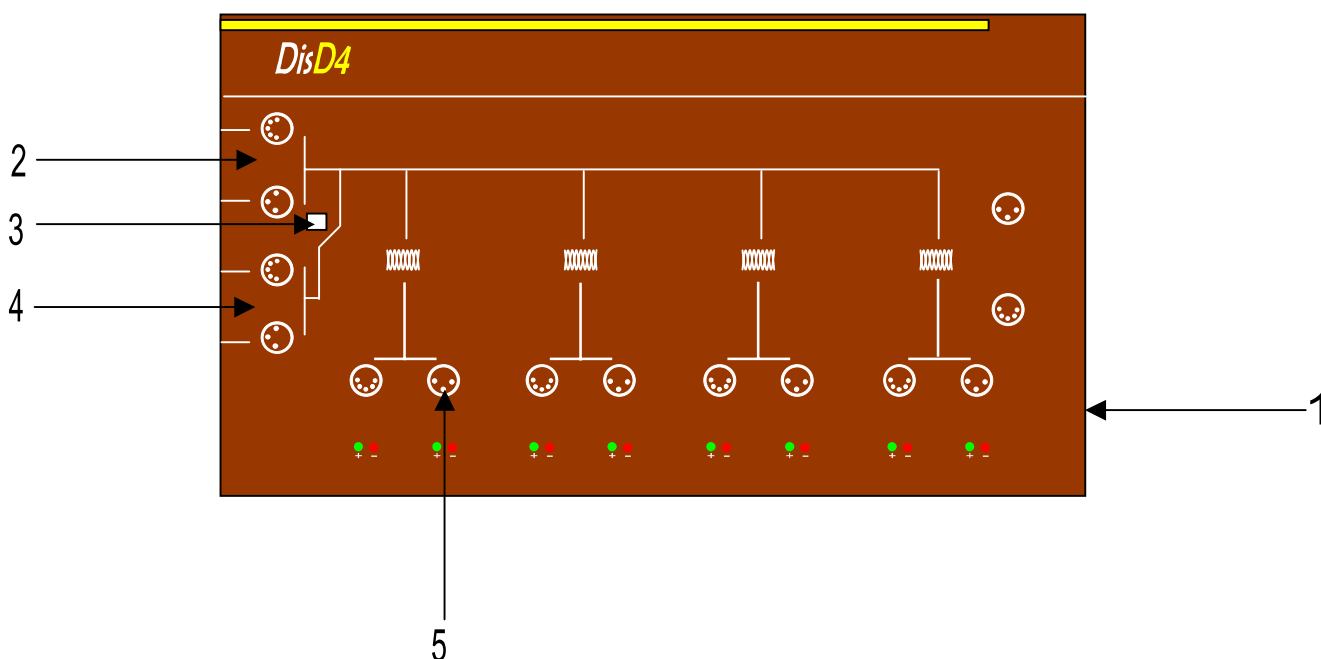 DisD4
2
3
4
1
5
+ - + - + - + - + - + - + - + -